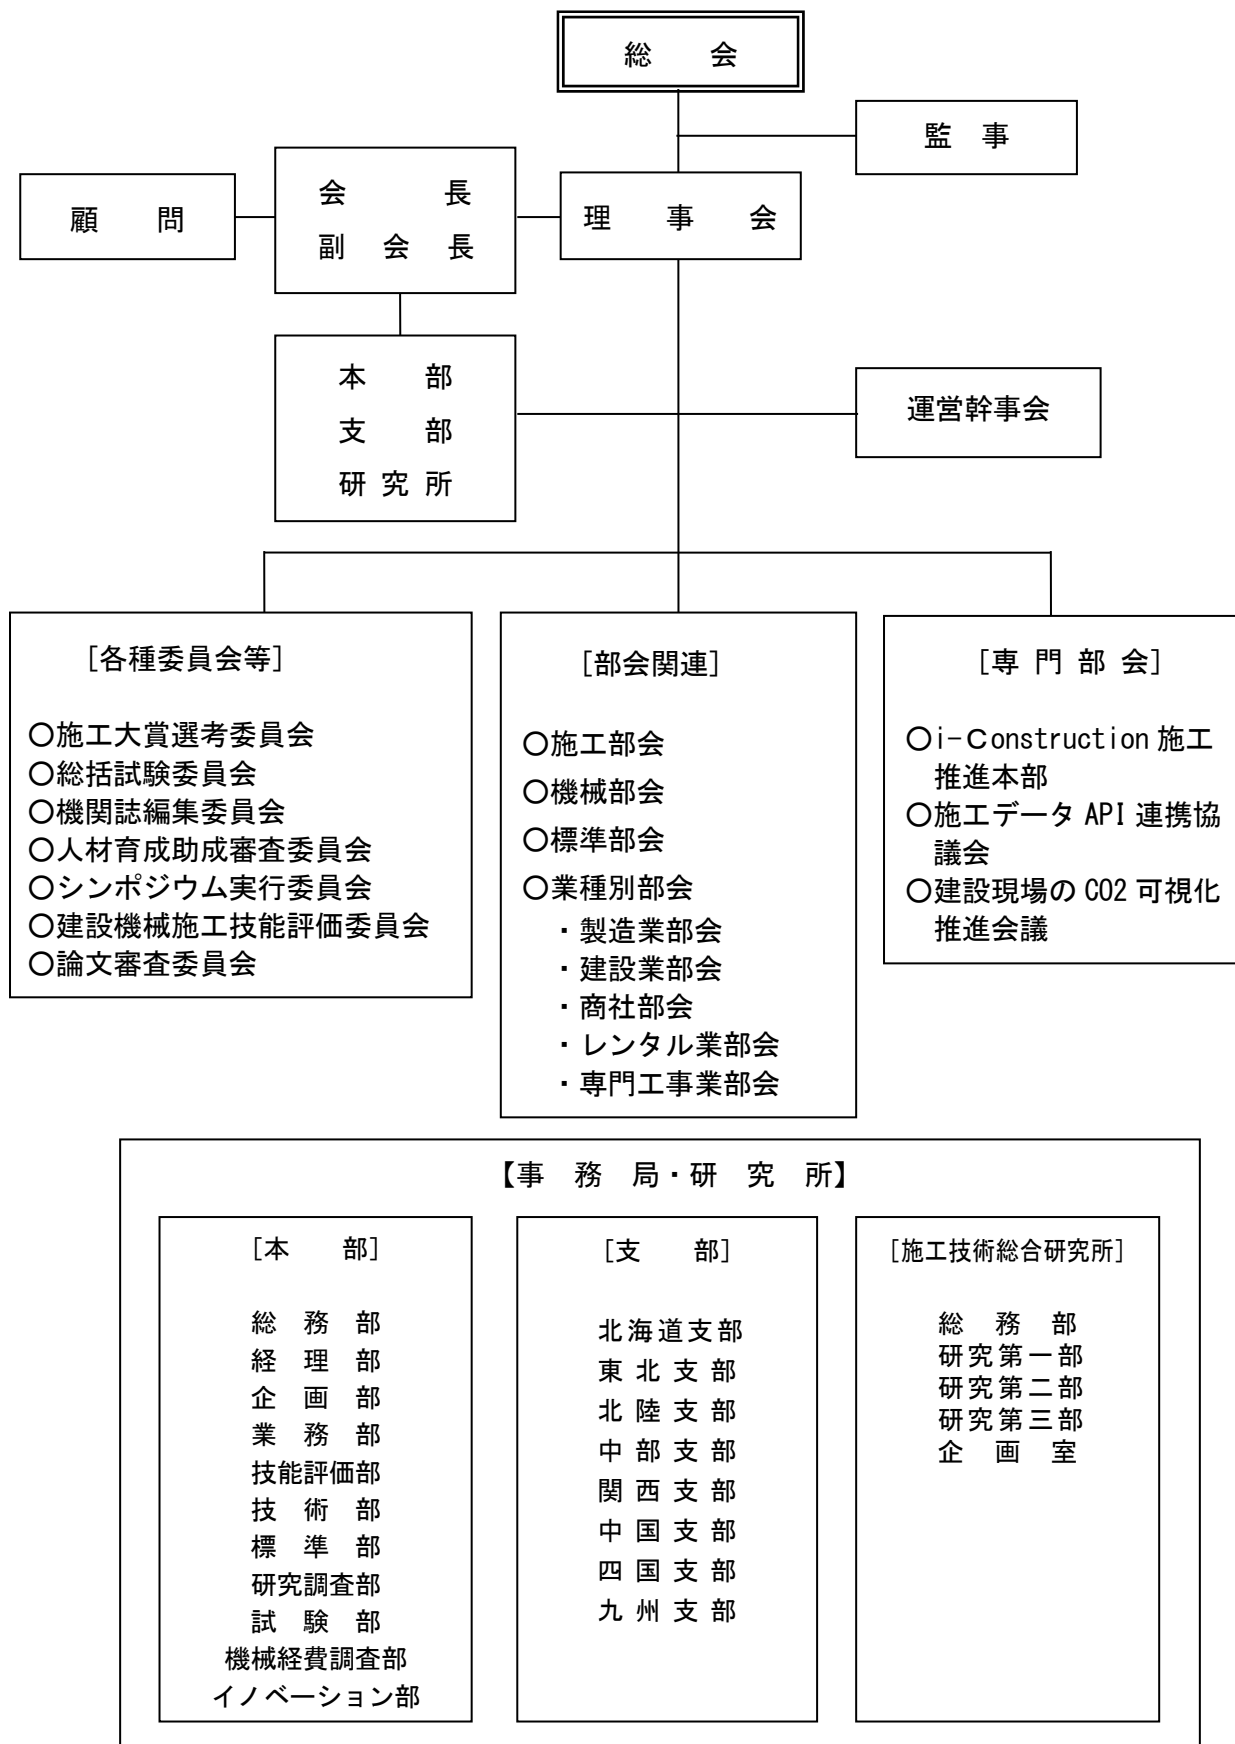 総　会
監　事
顧　問
会　長
副　会　長
理　事　会
本　部
支　部
研 究 所
運営幹事会
［各種委員会等］
○施工大賞選考委員会
○総括試験委員会
○機関誌編集委員会
○人材育成助成審査委員会
○シンポジウム実行委員会
○建設機械施工技能評価委員会
○論文審査委員会
［部会関連］
○施工部会
○機械部会
○標準部会
○業種別部会
・製造業部会
・建設業部会
・商社部会
・レンタル業部会
・専門工事業部会
［専 門 部 会］
○i-Construction 施工
推進本部
○施工データ API 連携協
議会
○建設現場の CO2 可視化
推進会議
【事　務　局・研　究　所】
［本　部］
総　務　部
経　理　部
企　画　部
業　務　部
技能評価部
技　術　部
標　準　部
研究調査部
試　験　部
機械経費調査部
イノベーション部
［支　部］
北海道支部
東 北 支 部
北 陸 支 部
中 部 支 部
関 西 支 部
中 国 支 部
四 国 支 部
九 州 支 部
［施工技術総合研究所］
総　務　部
研究第一部
研究第二部
研究第三部
企　画　室